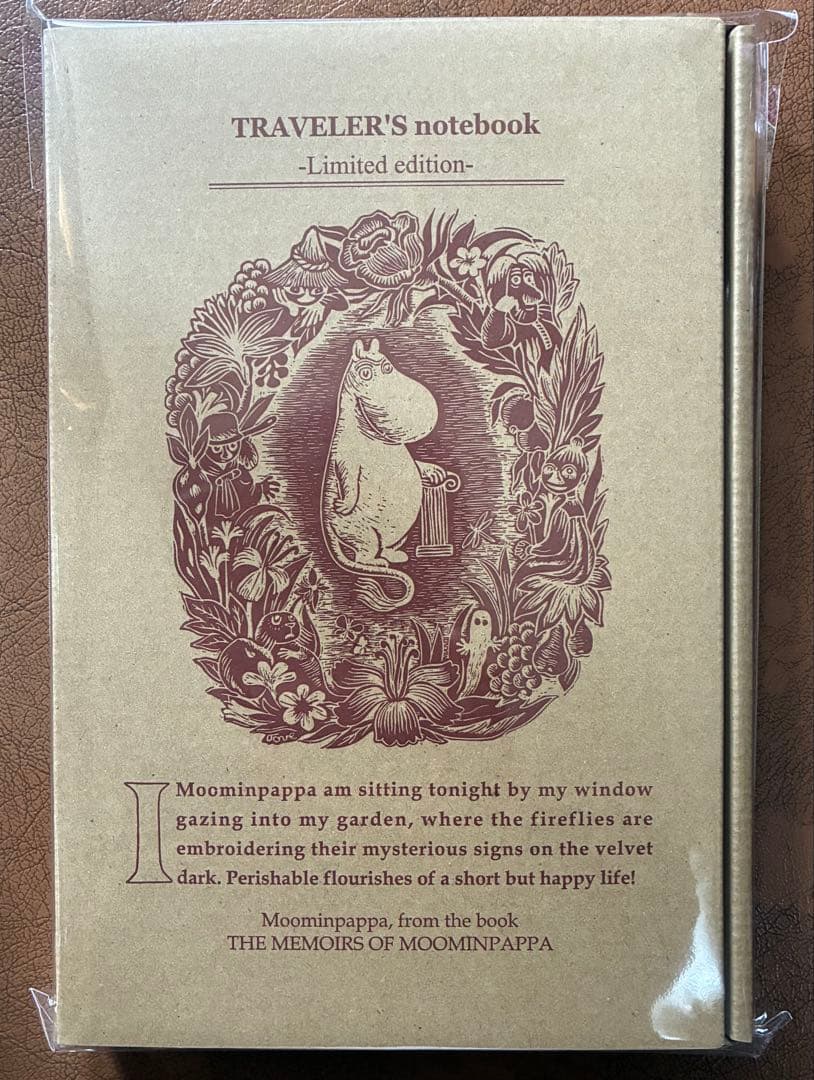 TRAVELER'S notebook
-Limited edition-
TOVE
I Moominpappa am sitting tonight by my window
gazing into my garden, where the fireflies are
embroidering their mysterious signs on the velvet
dark. Perishable flourishes of a short but happy life!
Moominpappa, from the book
THE MEMOIRS OF MOOMINPAPPA